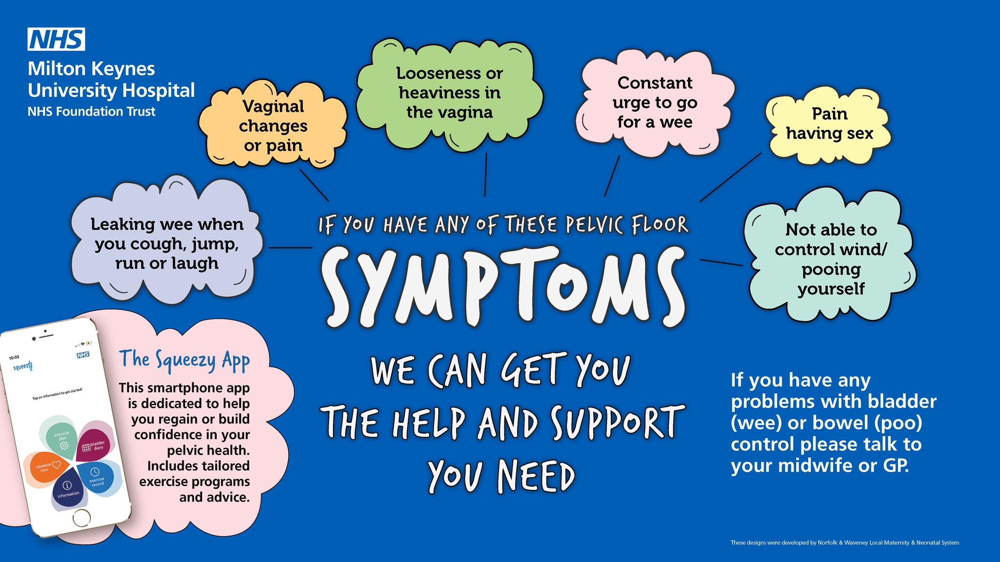 NHS
Milton Keynes
University Hospital
NHS Foundation Trust
Vaginal
changes
or pain
Looseness or
heaviness in
the vagina
Constant
urge to go
for a wee
Pain
having sex
Leaking wee when
you cough, jump,
run or laugh
IF YOU HAVE ANY OF THESE PELVIC FLOOR
SYMPTOMS
Not able to
control wind/
pooing
yourself
WE CAN GET YOU
THE HELP AND SUPPORT
YOU NEED
10:02
NHS
squeezy
Tap on information to get started!
exercise
plan
bladder
diary
squeeze
now
exercise
record
information
The Squeezy App
This smartphone app
is dedicated to help
you regain or build
confidence in your
pelvic health.
Includes tailored
exercise programs
and advice.
If you have any
problems with bladder
(wee) or bowel (poo)
control please talk to
your midwife or GP.
These designs were developed by Norfolk & Waveney Local Maternity & Neonatal System